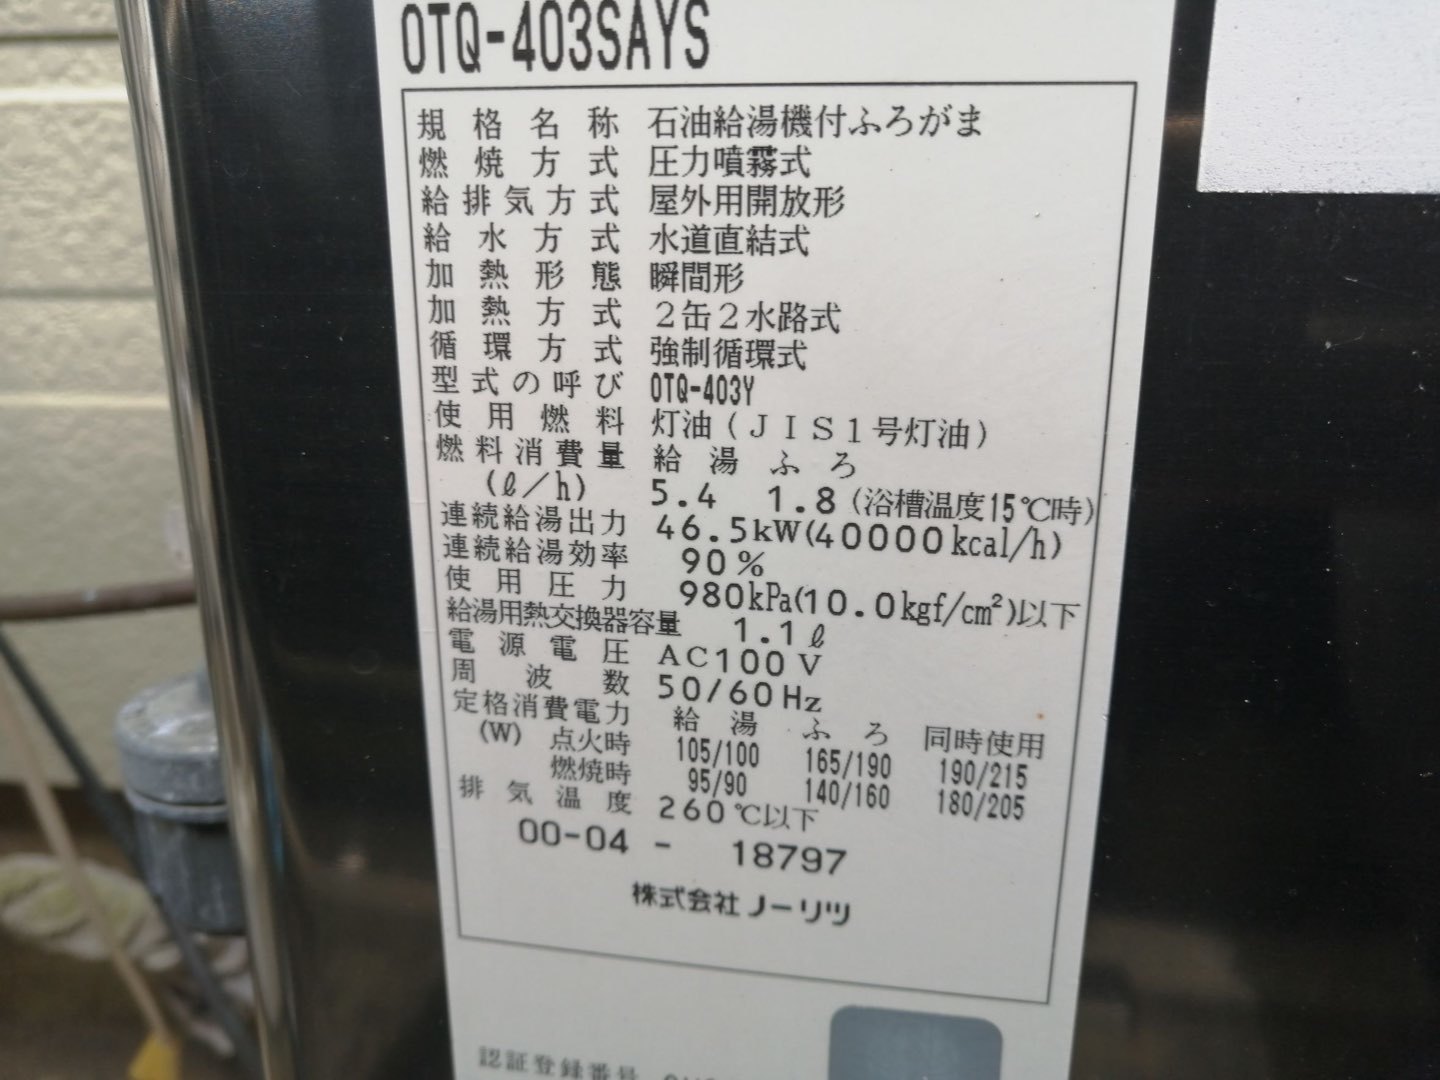 OTQ-403SAYS
規格名称 石油給湯機付ふろがま
燃焼方式 圧力噴霧式
給排気方式 屋外用開放形
給水方式 水道直結式
加熱形態 瞬間形
加熱方式 2缶2水路式
循環方式 強制循環式
型式の呼び OTQ-403Y
使用燃料 灯油(JIS1号灯油)
燃料消費量 給湯 ふろ
(ℓ/h) 5.4 1.8(浴槽温度15℃時)
連続給湯出力 46.5kW(40000kcal/h)
連続給湯効率 90%
使用圧力 980kPa(10.0kgf/cm²)以下
給湯用熱交換器容量 1.1ℓ
電源電圧 AC100V
周波数 50/60Hz
定格消費電力 給湯 ふろ 同時使用
(W) 点火時 105/100 165/190 190/215
燃焼時 95/90 140/160 180/205
排気温度 260℃以下
00-04 - 18797
株式会社ノーリツ
認証登録番号